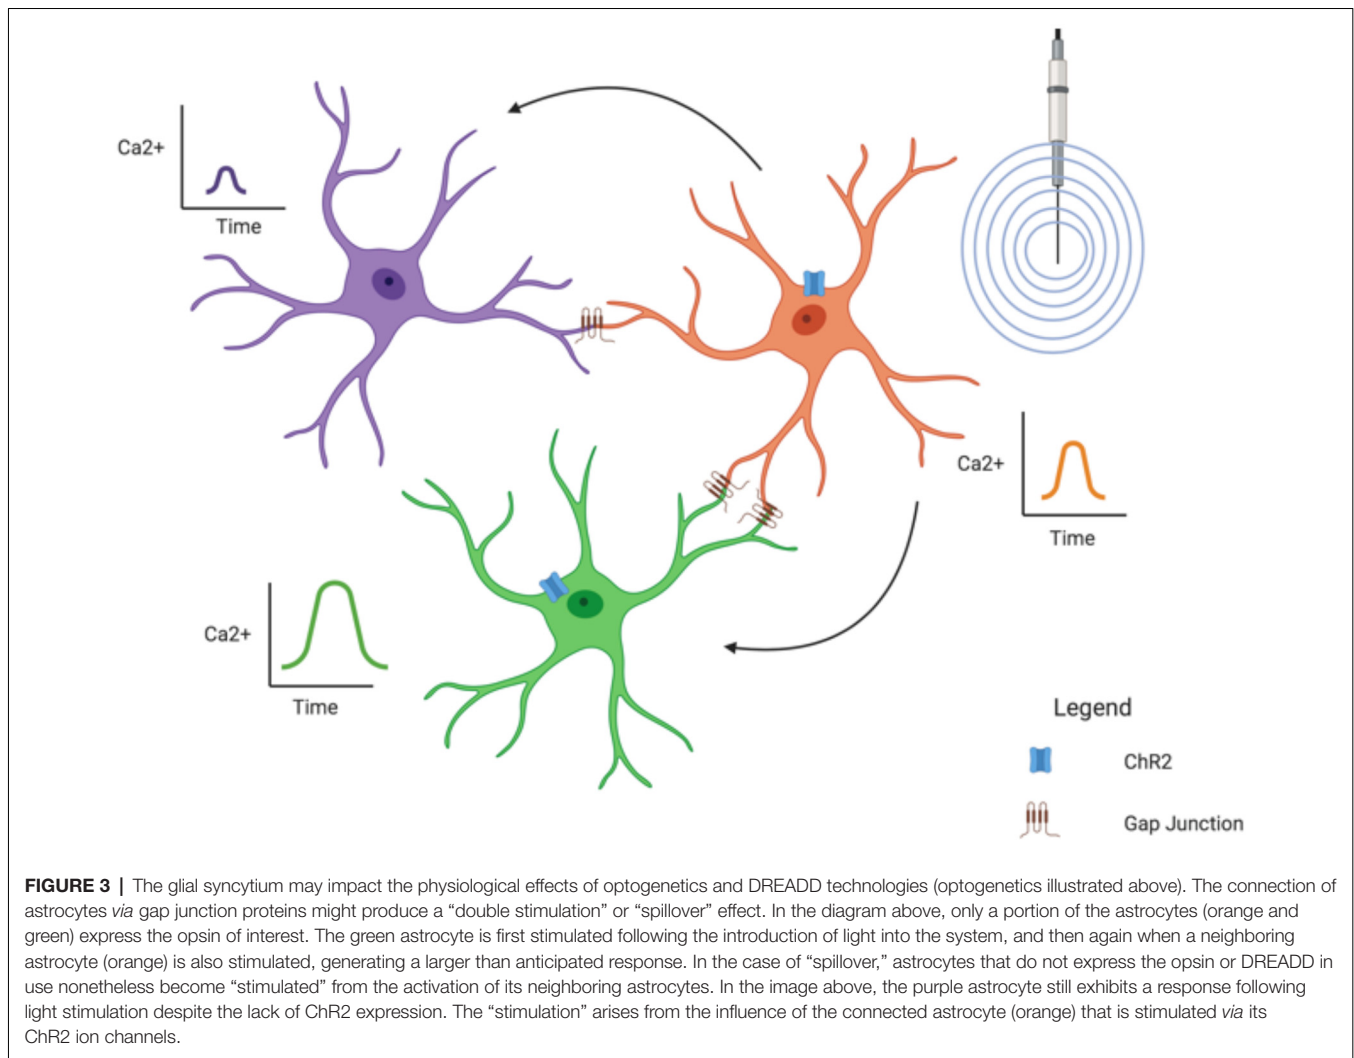 Ca2+
Time
Ca2+
Time
Ca2+
Time
Legend
ChR2
Gap Junction
FIGURE 3 | The glial syncytium may impact the physiological effects of optogenetics and DREADD technologies (optogenetics illustrated above). The connection of
astrocytes via gap junction proteins might produce a “double stimulation” or “spillover” effect. In the diagram above, only a portion of the astrocytes (orange and
green) express the opsin of interest. The green astrocyte is first stimulated following the introduction of light into the system, and then again when a neighboring
astrocyte (orange) is also stimulated, generating a larger than anticipated response. In the case of “spillover,” astrocytes that do not express the opsin or DREADD in
use nonetheless become “stimulated” from the activation of its neighboring astrocytes. In the image above, the purple astrocyte still exhibits a response following
light stimulation despite the lack of ChR2 expression. The “stimulation” arises from the influence of the connected astrocyte (orange) that is stimulated via its
ChR2 ion channels.